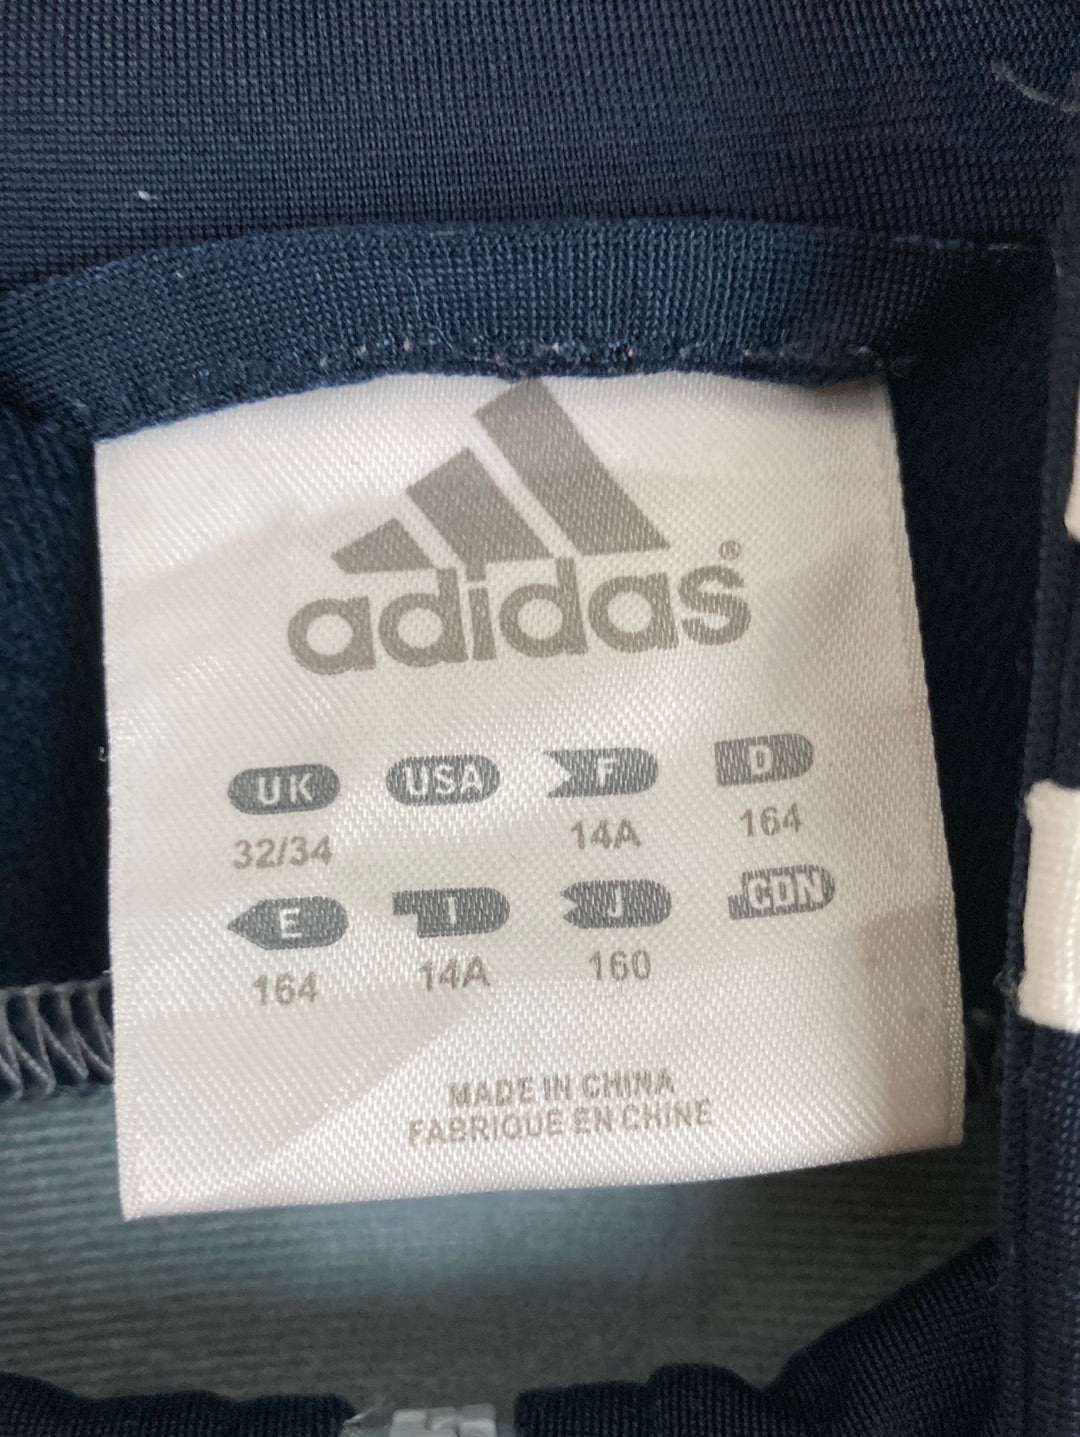 adidas®
UK USA F D
32/34 14A 164
E I J CDN
164 14A 160
MADE IN CHINA
FABRIQUE EN CHINE